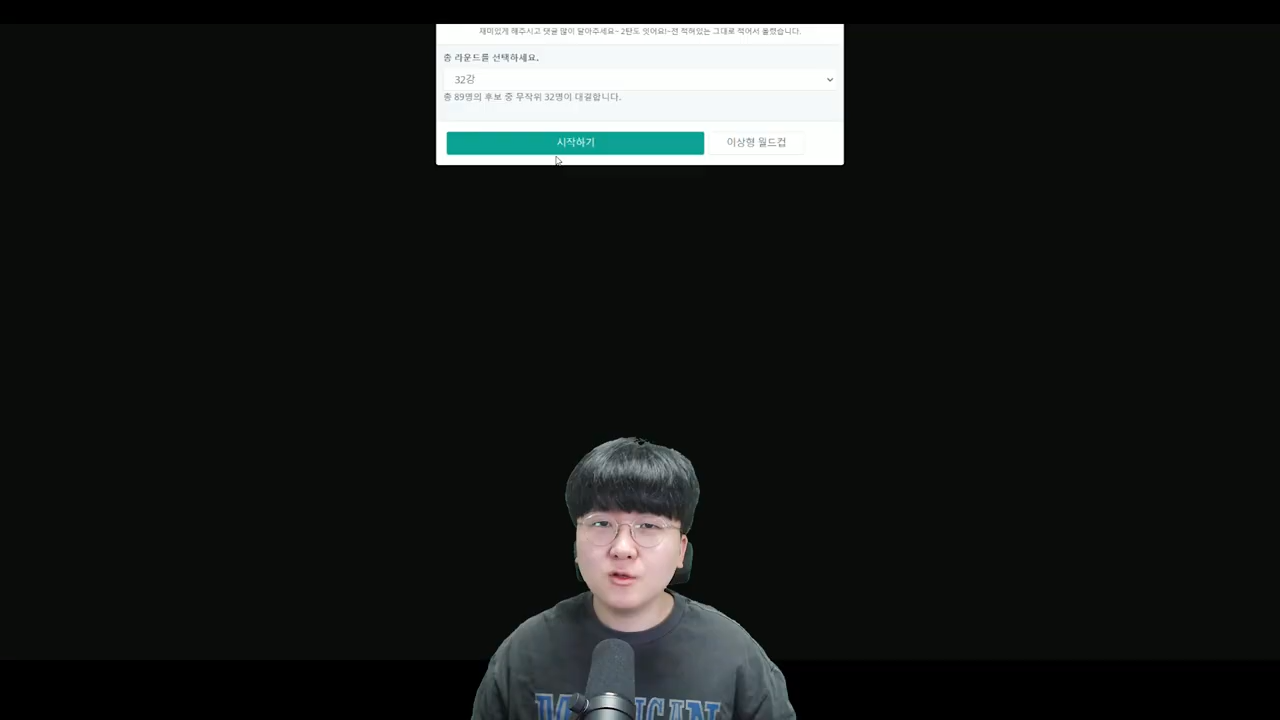 재미있게 해주시고 댓글 많이 달아주세요~ 2탄도 잇어요!~전 적혀있는 그대로 적어서 올렸습니다.
총 라운드를 선택하세요.
32강
총 89명의 후보 중 무작위 32명이 대결합니다.
시작하기
이상형 월드컵